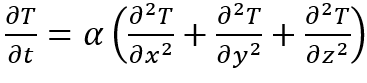 ∂T/∂t = α (∂²T/∂x² + ∂²T/∂y² + ∂²T/∂z²)